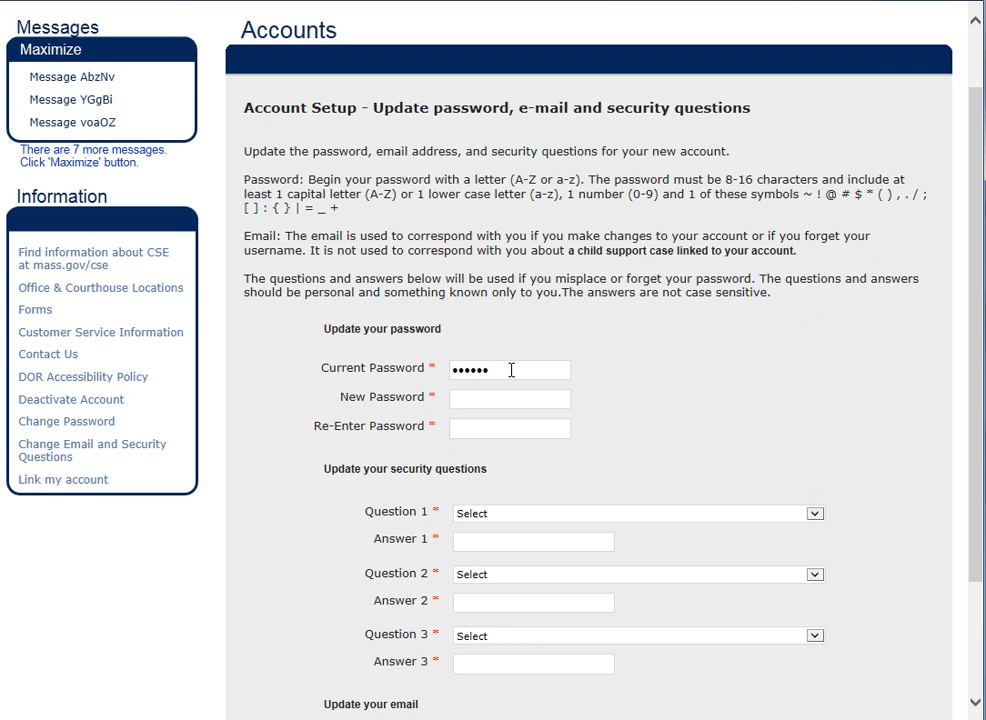 Messages
Maximize
Message AbzNv
Message YGgBi
Message voaOZ
There are 7 more messages.
Click 'Maximize' button.
Information
Find information about CSE
at mass.gov/cse
Office & Courthouse Locations
Forms
Customer Service Information
Contact Us
DOR Accessibility Policy
Deactivate Account
Change Password
Change Email and Security
Questions
Link my account
Accounts
Account Setup - Update password, e-mail and security questions
Update the password, email address, and security questions for your new account.
Password: Begin your password with a letter (A-Z or a-z). The password must be 8-16 characters and include at
least 1 capital letter (A-Z) or 1 lower case letter (a-z), 1 number (0-9) and 1 of these symbols ~ ! @ # $ * ( ) , . / ;
[ ] : { } | = _ +
Email: The email is used to correspond with you if you make changes to your account or if you forget your
username. It is not used to correspond with you about a child support case linked to your account.
The questions and answers below will be used if you misplace or forget your password. The questions and answers
should be personal and something known only to you.The answers are not case sensitive.
Update your password
Current Password * ••••••
New Password *
Re-Enter Password *
Update your security questions
Question 1 * Select
Answer 1 *
Question 2 * Select
Answer 2 *
Question 3 * Select
Answer 3 *
Update your email